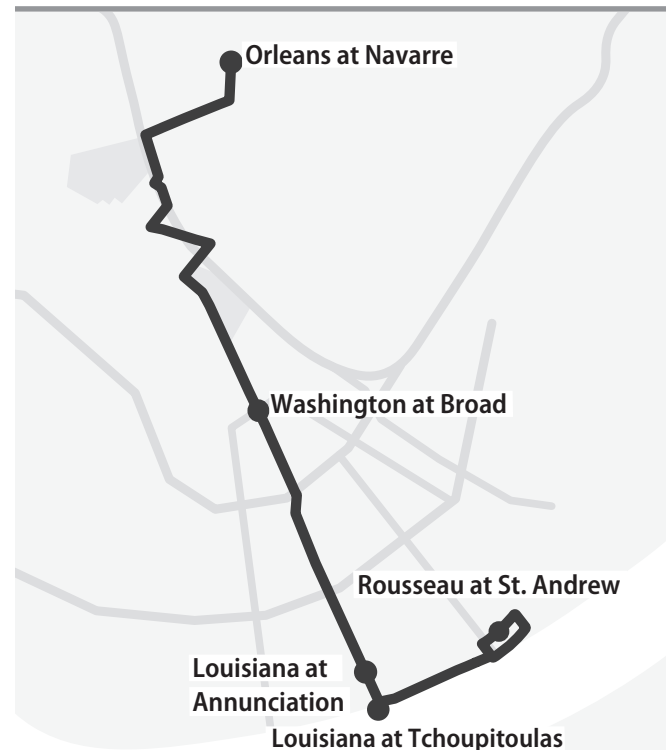 Orleans at Navarre
Washington at Broad
Rousseau at St. Andrew
Louisiana at
Annunciation
Louisiana at Tchoupitoulas